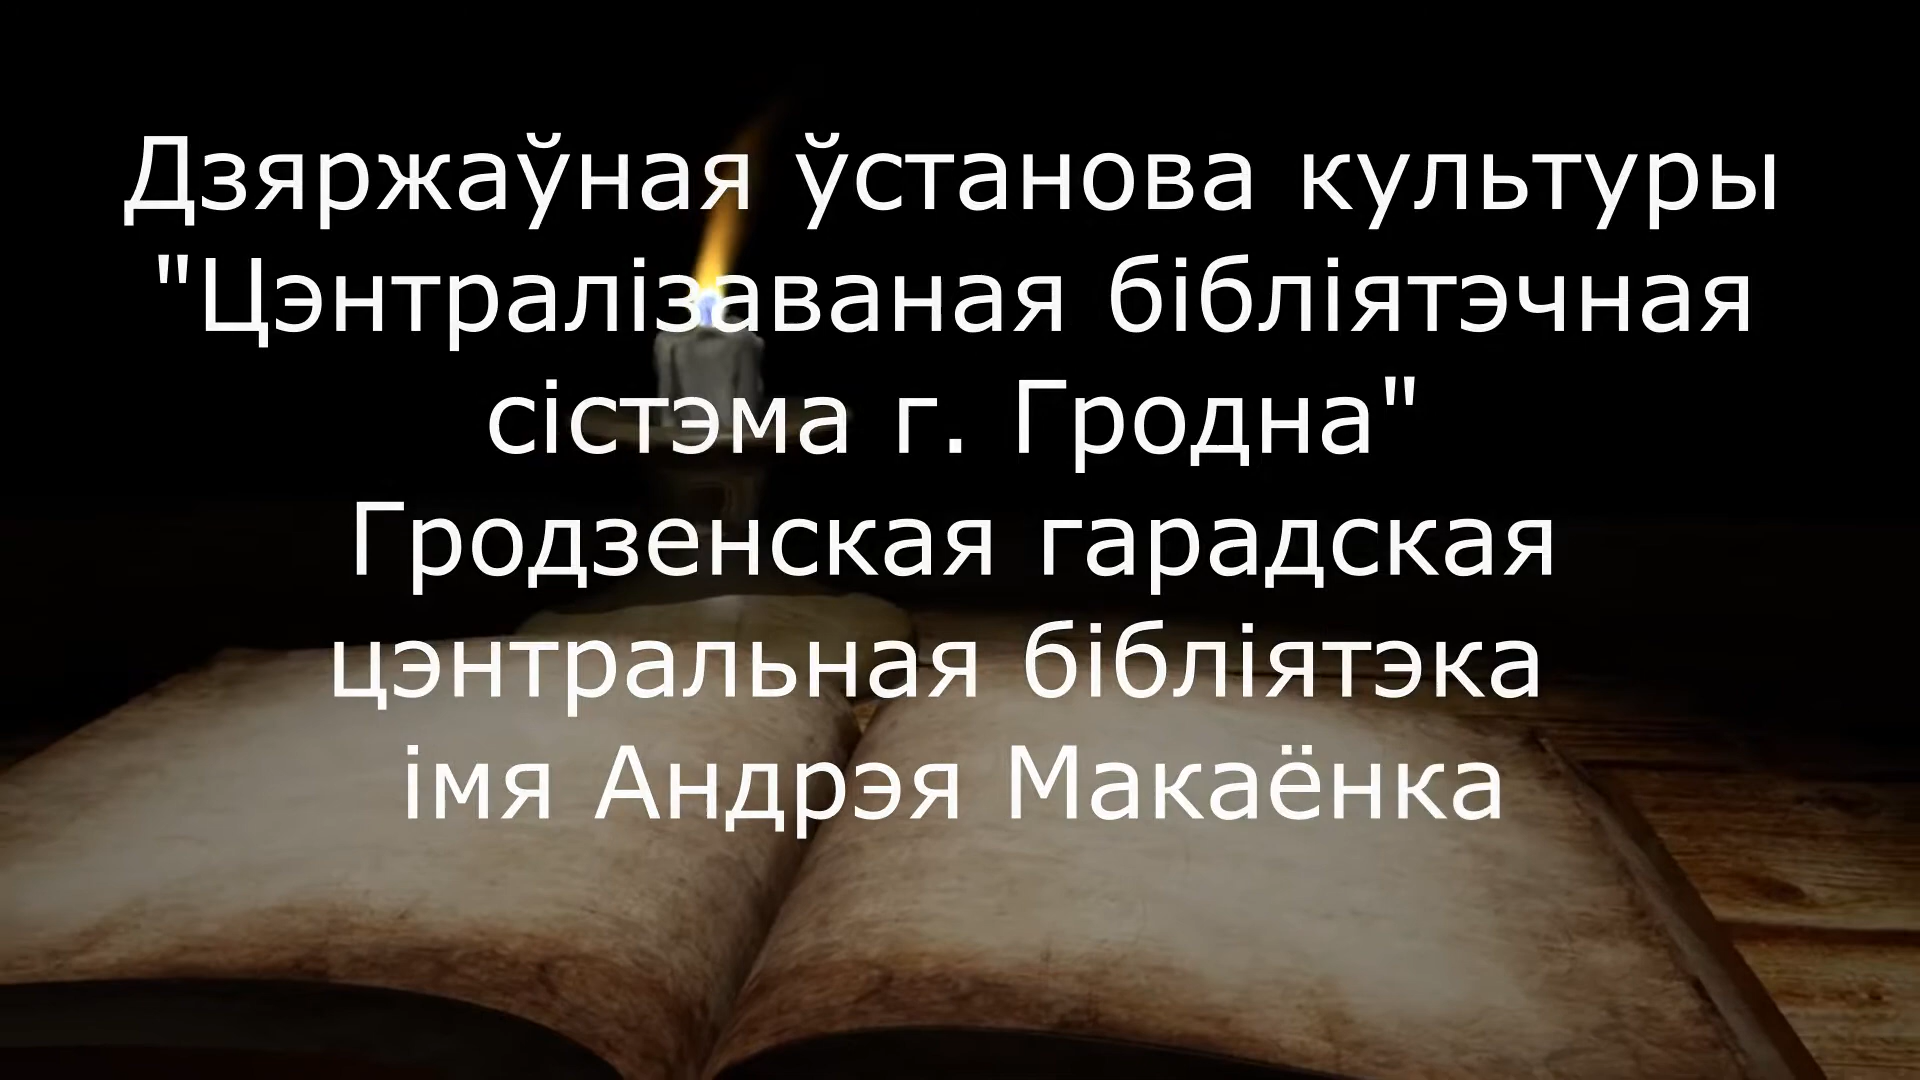 Дзяржаўная ўстанова культуры
"Цэнтралізаваная бібліятэчная
сістэма г. Гродна"
Гродзенская гарадская
цэнтральная бібліятэка
імя Андрэя Макаёнка